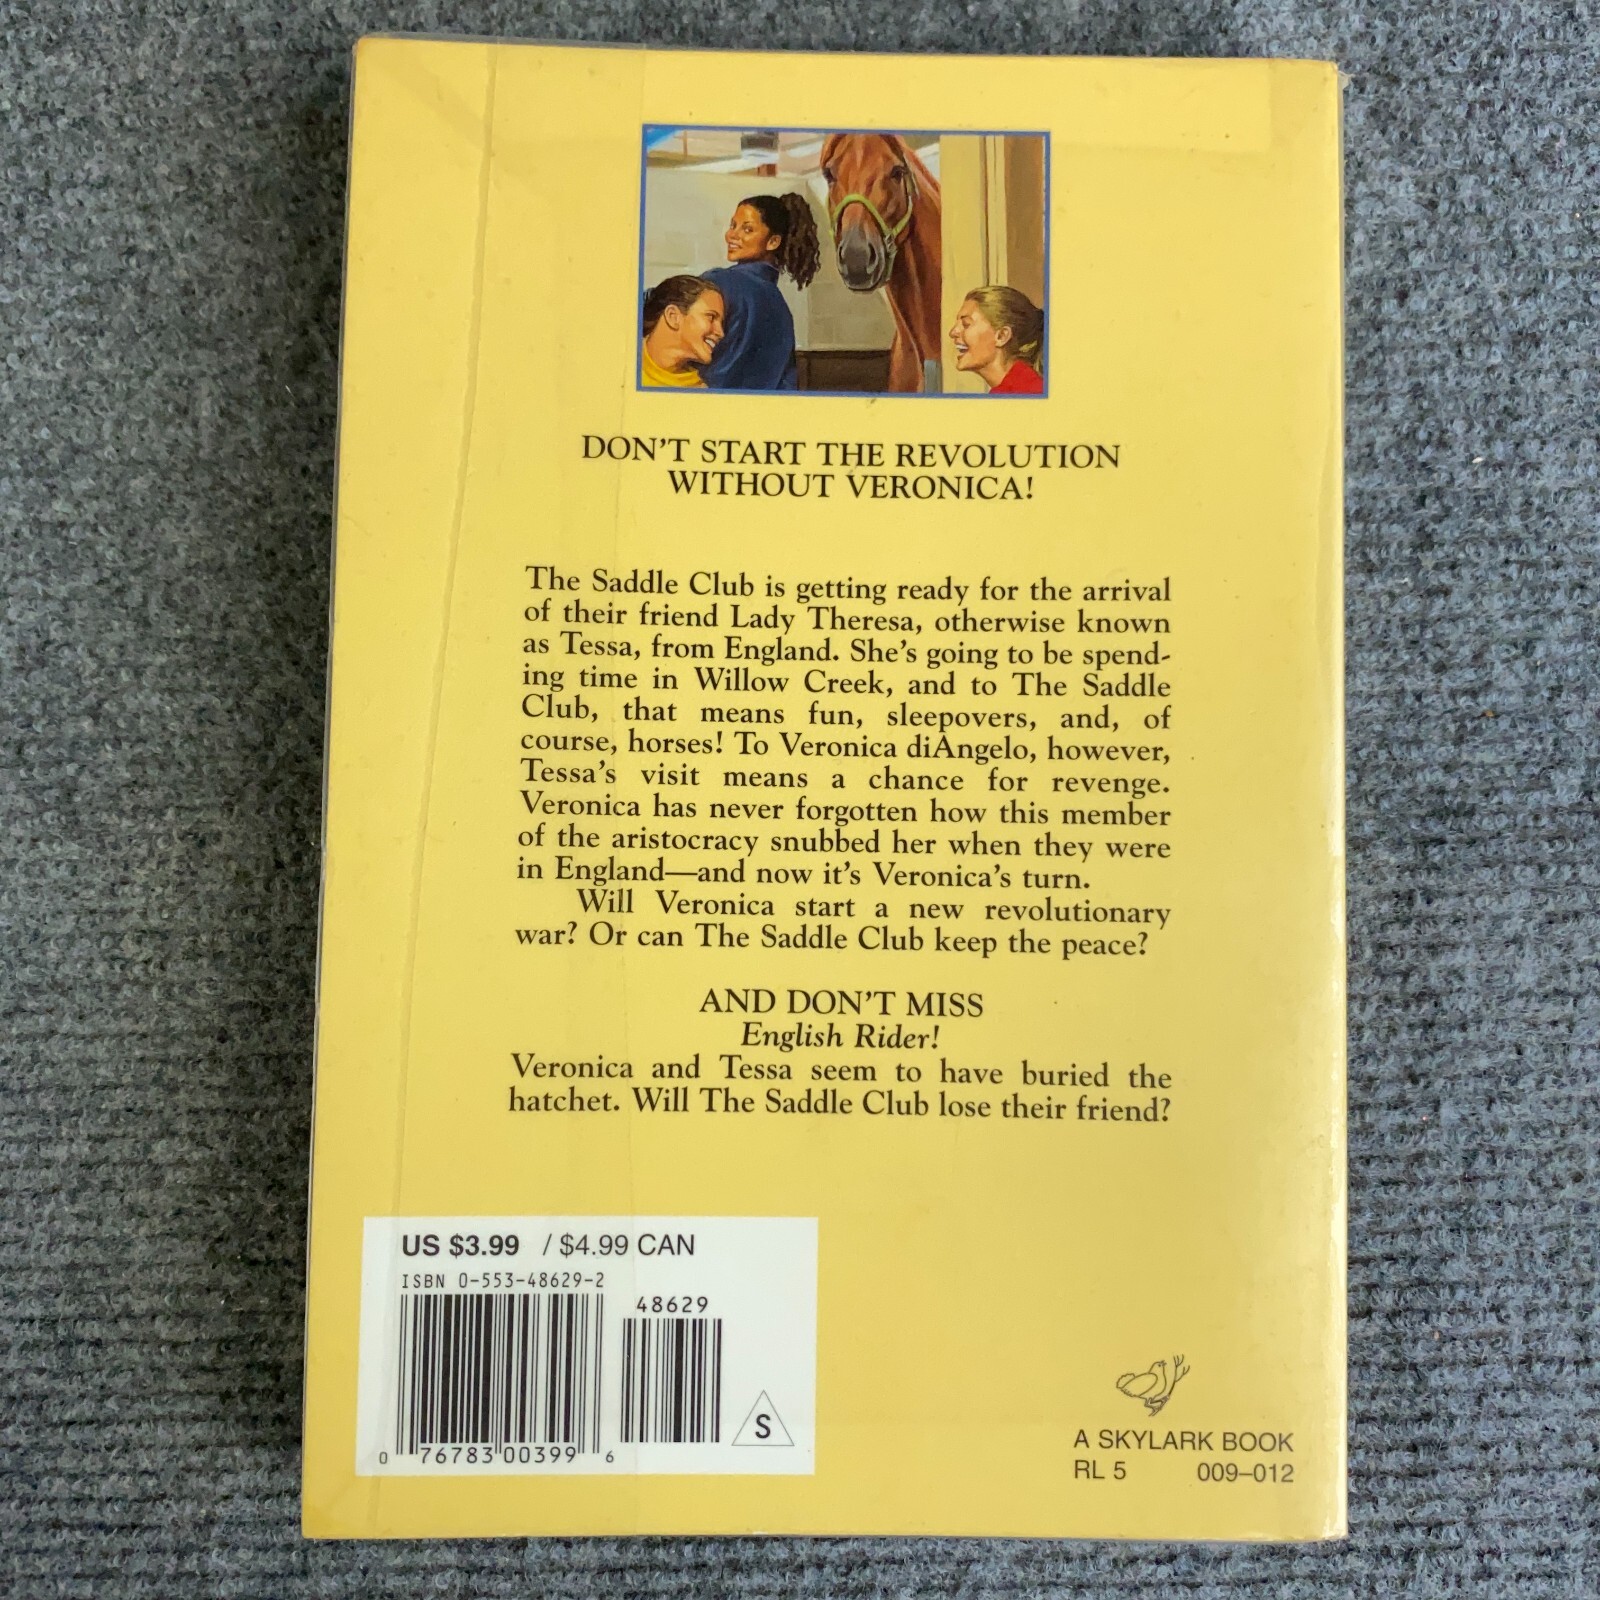 DON'T START THE REVOLUTION
WITHOUT VERONICA!
The Saddle Club is getting ready for the arrival
of their friend Lady Theresa, otherwise known
as Tessa, from England. She's going to be spend-
ing time in Willow Creek, and to The Saddle
Club, that means fun, sleepovers, and, of
course, horses! To Veronica diAngelo, however,
Tessa's visit means a chance for revenge.
Veronica has never forgotten how this member
of the aristocracy snubbed her when they were
in England—and now it's Veronica's turn.
Will Veronica start a new revolutionary
war? Or can The Saddle Club keep the peace?
AND DON'T MISS
English Rider!
Veronica and Tessa seem to have buried the
hatchet. Will The Saddle Club lose their friend?
US $3.99 / $4.99 CAN
ISBN 0-553-48629-2
48629
0 76783 00399 6
S
A SKYLARK BOOK
RL 5 009–012